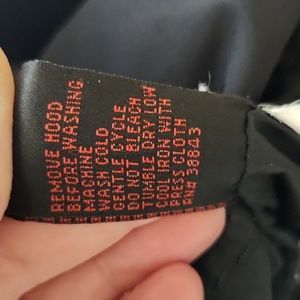 REMOVE HOOD
BEFORE WASHING.
MACHINE
WASH COLD
GENTLE CYCLE
DO NOT BLEACH
TUMBLE DRY LOW
COOL IRON WITH
PRESS CLOTH
RN# 39843